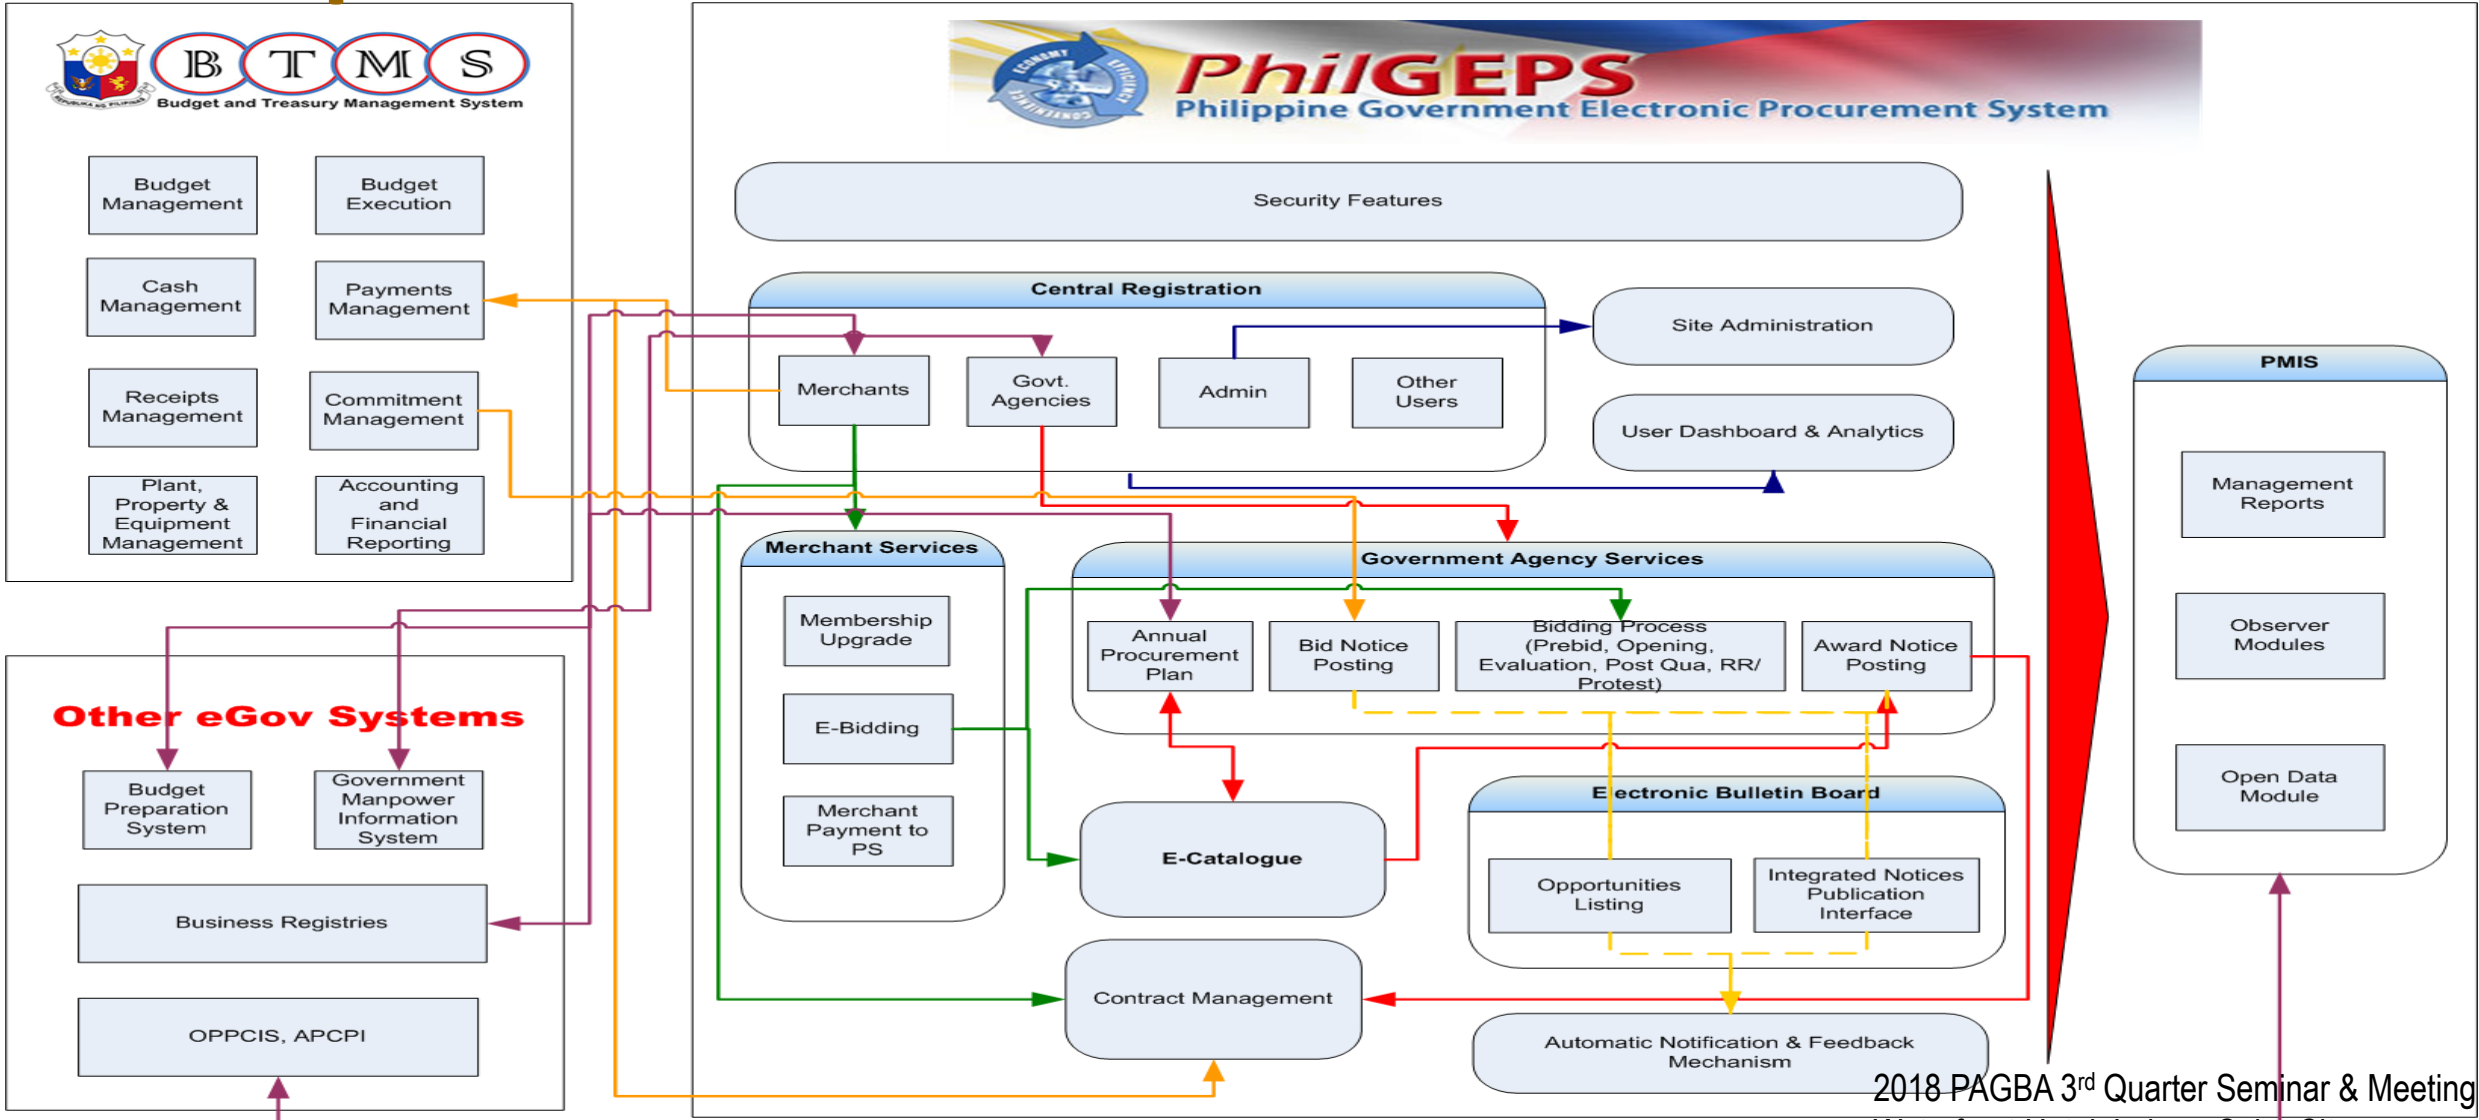 B T M S
REPUBLIKA NG PILIPINAS
Budget and Treasury Management System
Budget
Management
Budget
Execution
Cash
Management
Payments
Management
Receipts
Management
Commitment
Management
Plant,
Property &
Equipment
Management
Accounting
and
Financial
Reporting
Other eGov Systems
Budget
Preparation
System
Government
Manpower
Information
System
Business Registries
OPPCIS, APCPI
ECONOMY
EFFICIENCY
PhilGEPS
Philippine Government Electronic Procurement System
Security Features
Central Registration
Merchants
Govt.
Agencies
Admin
Other
Users
Site Administration
User Dashboard & Analytics
Merchant Services
Membership
Upgrade
E-Bidding
Merchant
Payment to
PS
Government Agency Services
Annual
Procurement
Plan
Bid Notice
Posting
Bidding Process
(Prebid, Opening,
Evaluation, Post Qua, RR/
Protest)
Award Notice
Posting
E-Catalogue
Electronic Bulletin Board
Opportunities
Listing
Integrated Notices
Publication
Interface
Contract Management
Automatic Notification & Feedback
Mechanism
PMIS
Management
Reports
Observer
Modules
Open Data
Module
2018 PAGBA 3rd Quarter Seminar & Meeting